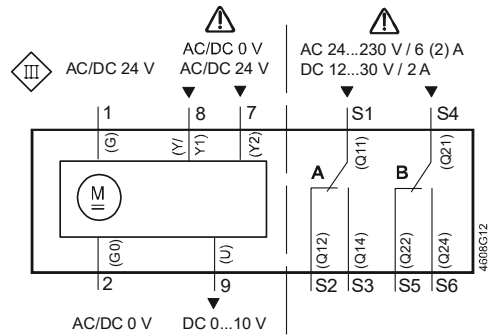 AC/DC 0 V
AC 24...230 V / 6 (2) A
III
AC/DC 24 V
AC/DC 24 V
DC 12...30 V / 2 A
1
8
7
S1
S4
(G)
(Y/
Y1)
(Y2)
(Q11)
(Q21)
A
B
M
(G0)
(U)
(Q12)
(Q14)
(Q22)
(Q24)
2
9
S2
S3
S5
S6
AC/DC 0 V
DC 0...10 V
4608G12